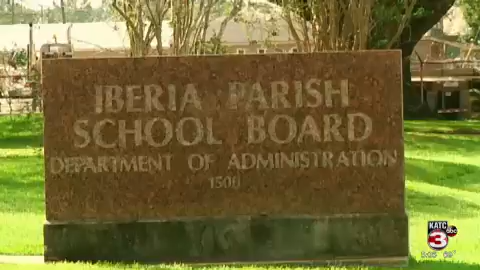 IBERIA PARISH
SCHOOL BOARD
DEPARTMENT OF ADMINISTRATION
1500
KATC
3
abc